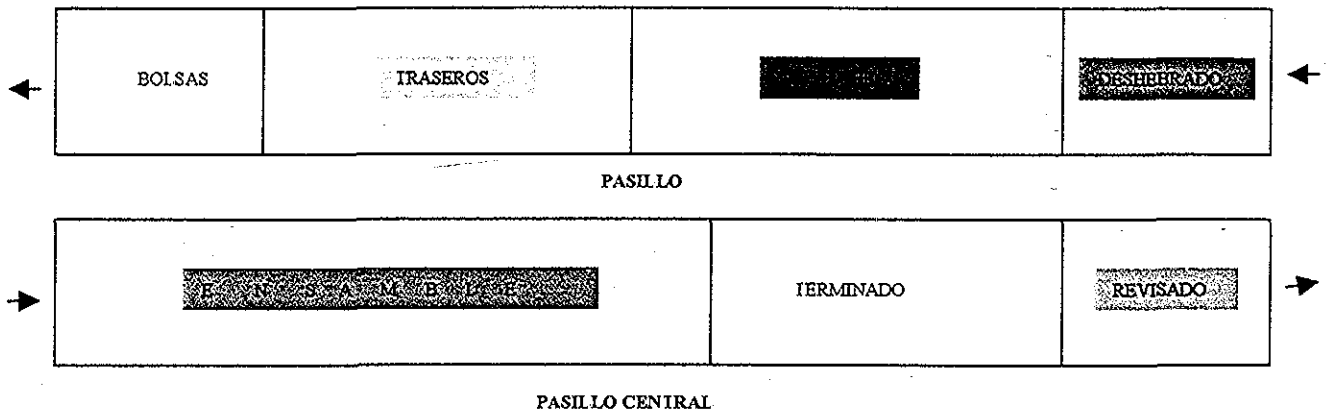 BOLSAS TRASEROS DESHEBRADO
PASILLO
E N S A M B L E TERMINADO REVISADO
PASILLO CENTRAL